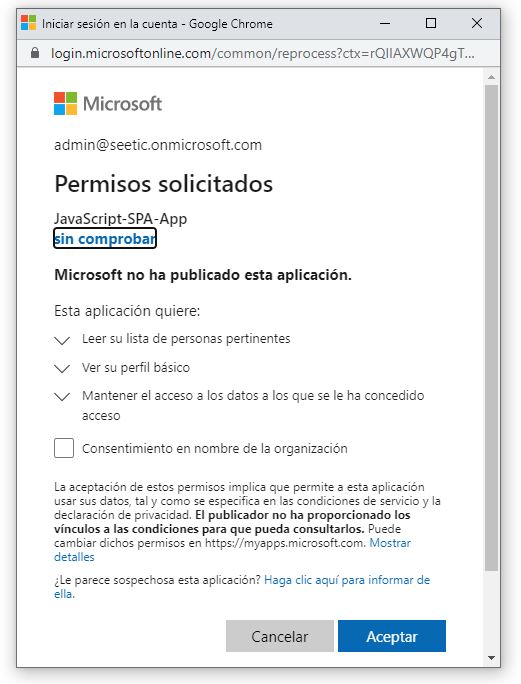 Iniciar sesión en la cuenta - Google Chrome
login.microsoftonline.com/common/reprocess?ctx=rQIIAXWQP4gT...
Microsoft
admin@seetic.onmicrosoft.com
Permisos solicitados
JavaScript-SPA-App
sin comprobar
Microsoft no ha publicado esta aplicación.
Esta aplicación quiere:
Leer su lista de personas pertinentes
Ver su perfil básico
Mantener el acceso a los datos a los que se le ha concedido
acceso
Consentimiento en nombre de la organización
La aceptación de estos permisos implica que permite a esta aplicación
usar sus datos, tal y como se especifica en las condiciones de servicio y la
declaración de privacidad. El publicador no ha proporcionado los
vínculos a las condiciones para que pueda consultarlos. Puede
cambiar dichos permisos en https://myapps.microsoft.com. Mostrar
detalles
¿Le parece sospechosa esta aplicación? Haga clic aquí para informar de
ella.
Cancelar
Aceptar